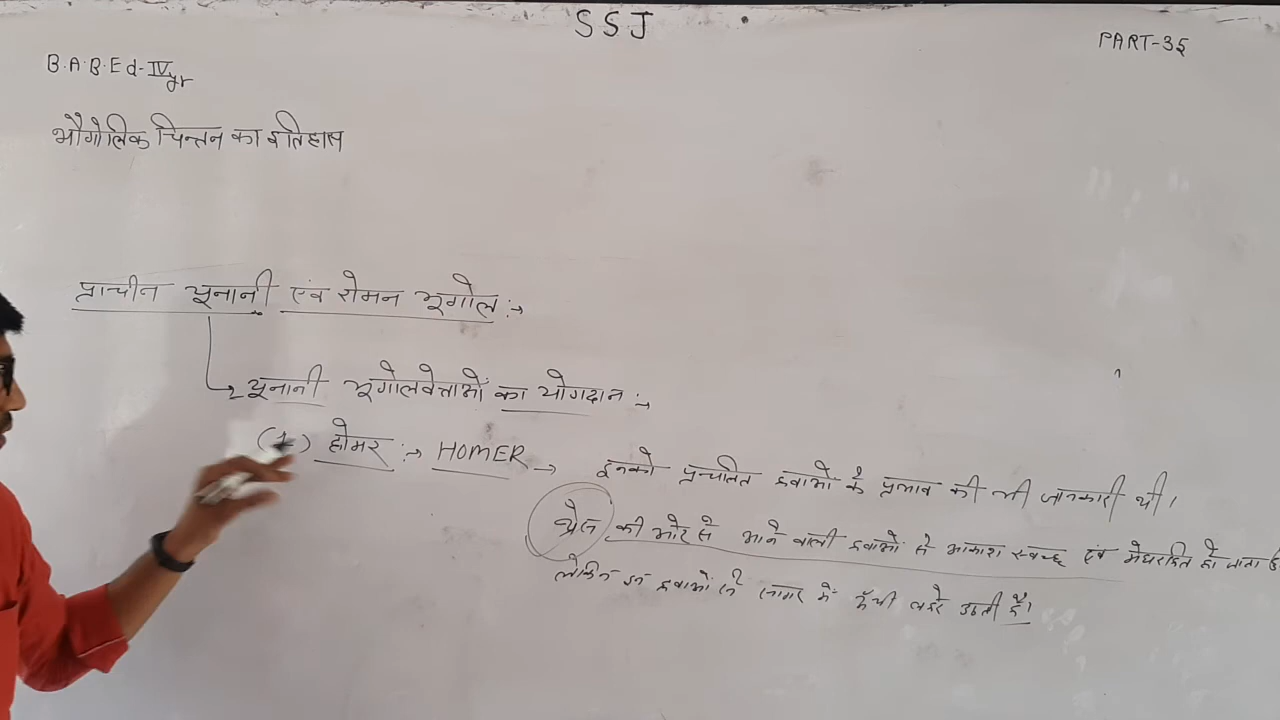 SSJ
PART-35
B.A.B.Ed-IV yr
भौगोलिक चिन्तन का इतिहास
प्राचीन यूनानी एवं रोमन भूगोल :→
यूनानी भूगोलवेत्ताओं का योगदान :→
(1) होमर :→ HOMER → इनको प्रचलित हवाओं के प्रभाव की भी जानकारी थी।
थ्रेस की ओर से आने वाली हवाओं से आकाश स्वच्छ एवं मेघरहित हो जाता है
लेकिन इन हवाओं से सागर में ऊँची लहरे उठती है।